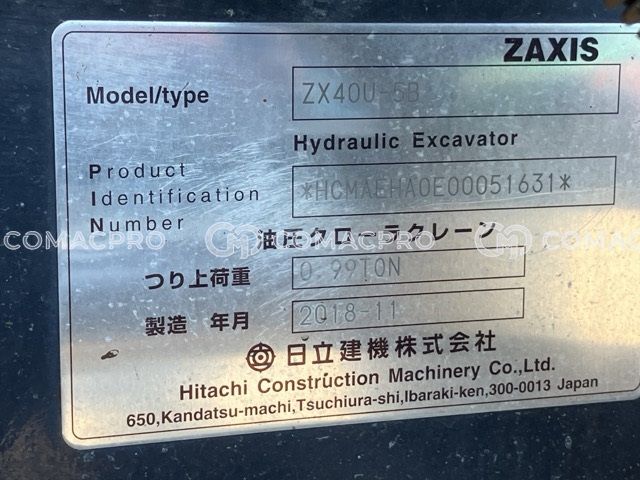 ZAXIS
Model/type ZX40U-5B
Hydraulic Excavator
Product
Identification *HCMAEHA0E00051631*
Number
COMACPRO COMACPRO COMACPRO
油圧クローラクレーン
つり上荷重 0.99TON
製造 年月 2018-11
日立建機株式会社
Hitachi Construction Machinery Co.,Ltd.
650,Kandatsu-machi,Tsuchiura-shi,Ibaraki-ken,300-0013 Japan